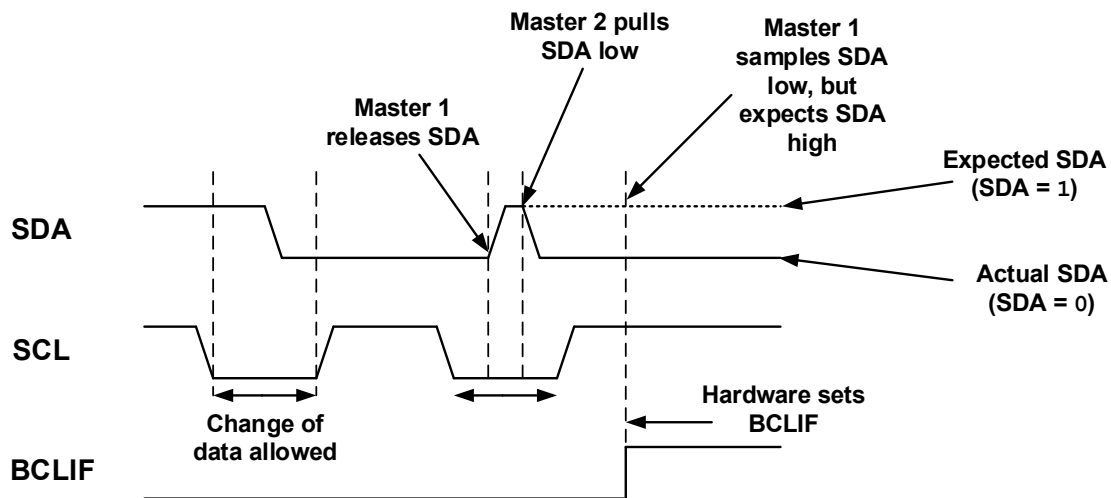 Master 2 pulls
SDA low
Master 1
samples SDA
low, but
expects SDA
high
Master 1
releases SDA
Expected SDA
(SDA = 1)
SDA
Actual SDA
(SDA = 0)
SCL
Change of
data allowed
Hardware sets
BCLIF
BCLIF